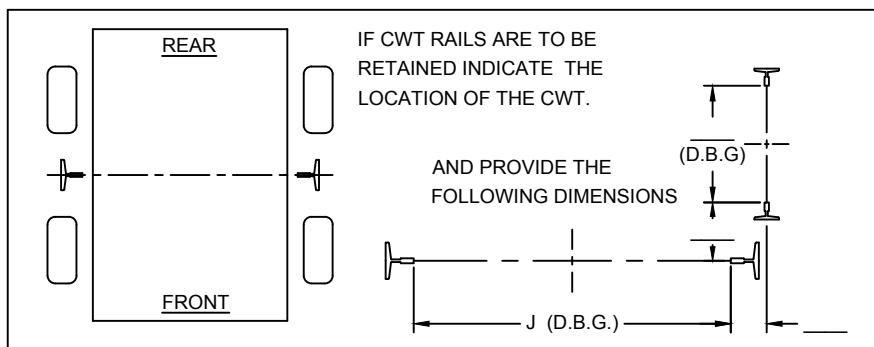 REAR
FRONT
IF CWT RAILS ARE TO BE
RETAINED INDICATE THE
LOCATION OF THE CWT.
AND PROVIDE THE
FOLLOWING DIMENSIONS
(D.B.G)
J (D.B.G.)